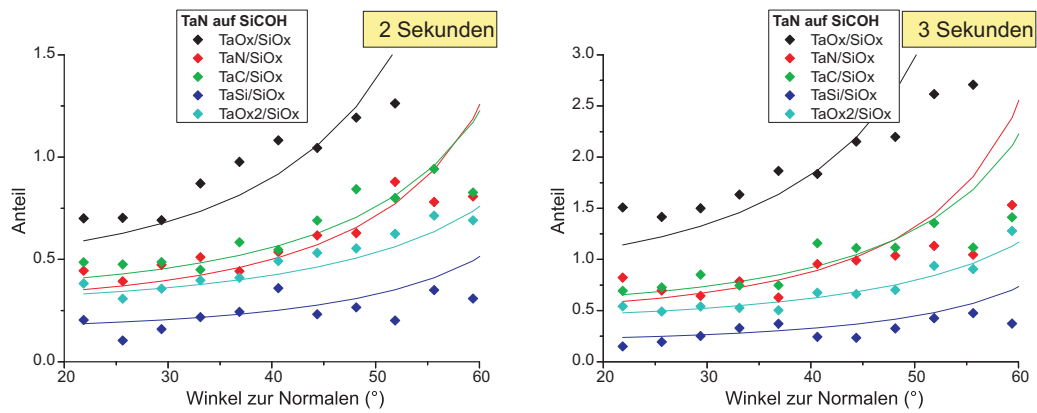 TaN auf SiCOH
TaOx/SiOx
TaN/SiOx
TaC/SiOx
TaSi/SiOx
TaOx2/SiOx
2 Sekunden
1.5
1.0
0.5
0.0
Anteil
20 30 40 50 60
Winkel zur Normalen (°)
TaN auf SiCOH
TaOx/SiOx
TaN/SiOx
TaC/SiOx
TaSi/SiOx
TaOx2/SiOx
3 Sekunden
3.0
2.5
2.0
1.5
1.0
0.5
0.0
Anteil
20 30 40 50 60
Winkel zur Normalen (°)